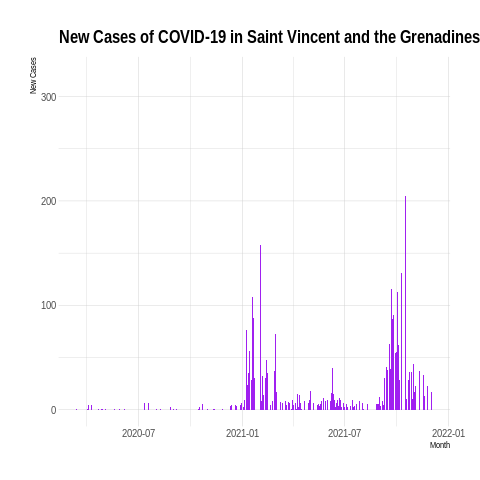 New Cases of COVID-19 in Saint Vincent and the Grenadines
New Cases
300
200
100
0
2020-07
2021-01
2021-07
2022-01
Month